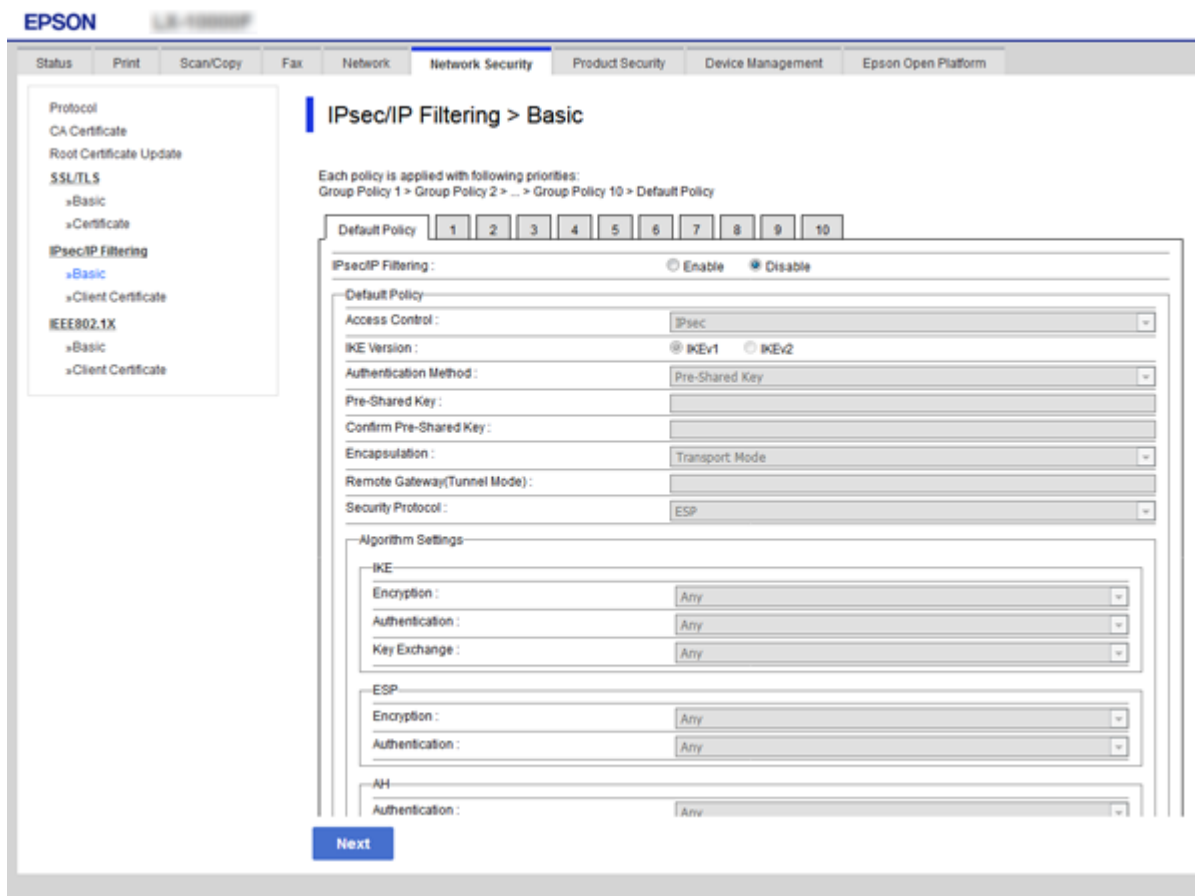 EPSON
Status Print Scan/Copy Fax Network Network Security Product Security Device Management Epson Open Platform
Protocol
CA Certificate
Root Certificate Update
SSL/TLS
»Basic
»Certificate
IPsec/IP Filtering
»Basic
»Client Certificate
IEEE802.1X
»Basic
»Client Certificate
IPsec/IP Filtering > Basic
Each policy is applied with following priorities:
Group Policy 1 > Group Policy 2 > ... > Group Policy 10 > Default Policy
Default Policy 1 2 3 4 5 6 7 8 9 10
IPsec/IP Filtering : Enable Disable
Default Policy
Access Control : IPsec
IKE Version : IKEv1 IKEv2
Authentication Method : Pre-Shared Key
Pre-Shared Key :
Confirm Pre-Shared Key :
Encapsulation : Transport Mode
Remote Gateway(Tunnel Mode) :
Security Protocol : ESP
Algorithm Settings
IKE
Encryption : Any
Authentication : Any
Key Exchange : Any
ESP
Encryption : Any
Authentication : Any
AH
Authentication : Any
Next